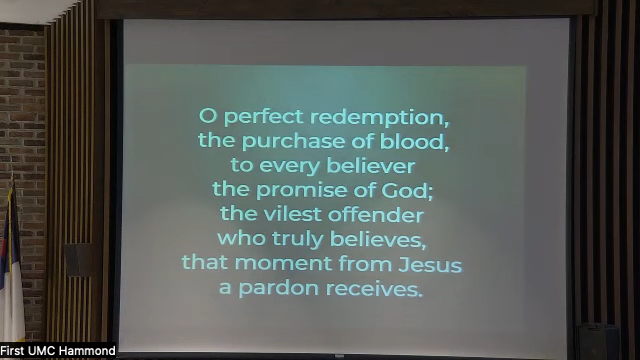 O perfect redemption,
the purchase of blood,
to every believer
the promise of God;
the vilest offender
who truly believes,
that moment from Jesus
a pardon receives.
First UMC Hammond